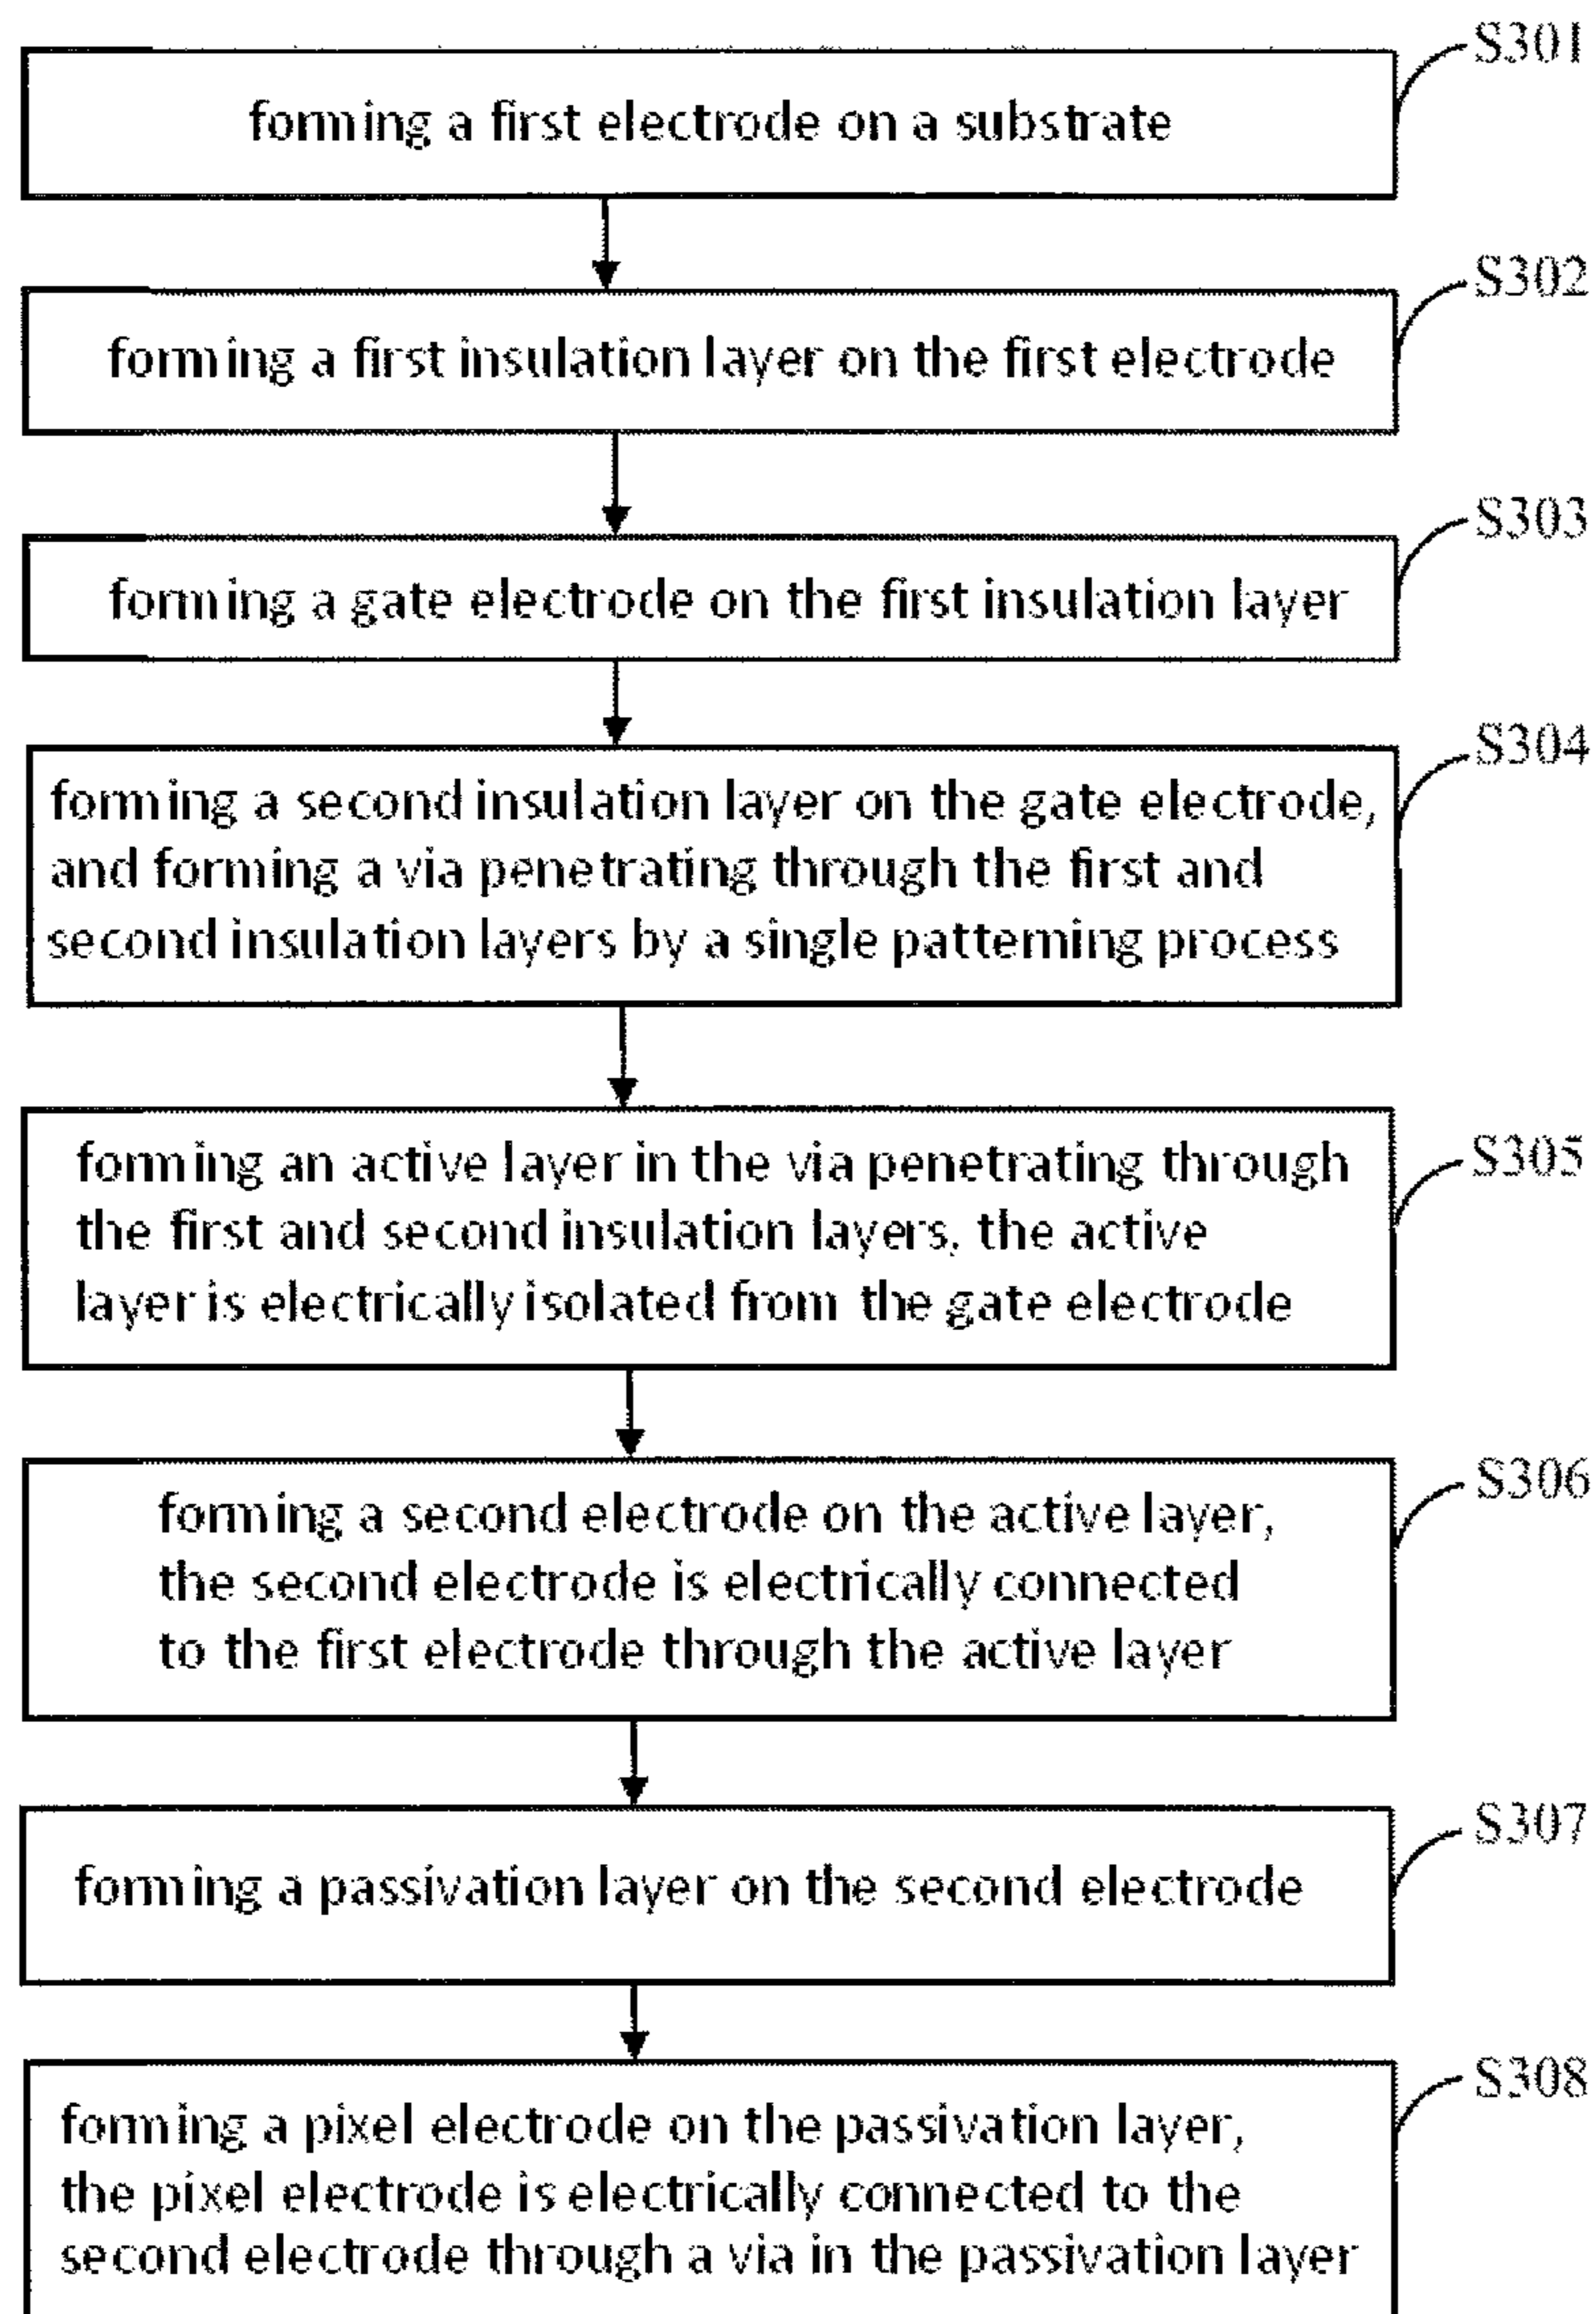 S301
forming a first electrode on a substrate
S302
forming a first insulation layer on the first electrode
S303
forming a gate electrode on the first insulation layer
S304
forming a second insulation layer on the gate electrode,
and forming a via penetrating through the first and
second insulation layers by a single patterning process
S305
forming an active layer in the via penetrating through
the first and second insulation layers, the active
layer is electrically isolated from the gate electrode
S306
forming a second electrode on the active layer,
the second electrode is electrically connected
to the first electrode through the active layer
S307
forming a passivation layer on the second electrode
S308
forming a pixel electrode on the passivation layer,
the pixel electrode is electrically connected to the
second electrode through a via in the passivation layer